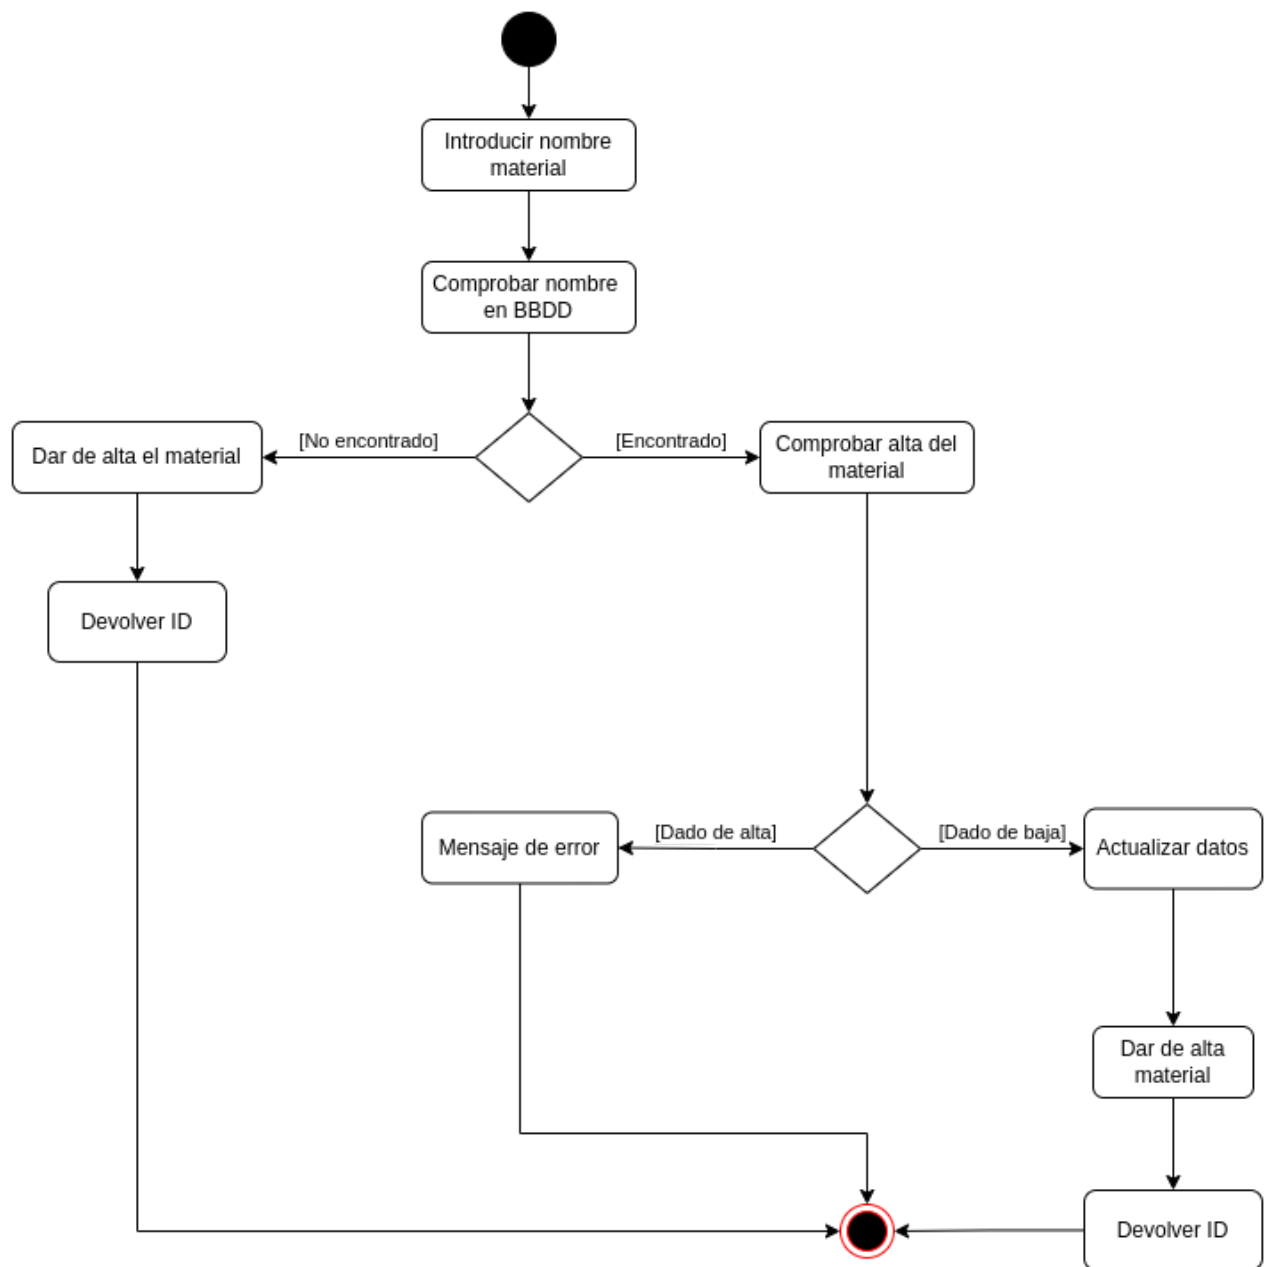 Introducir nombre
material
Comprobar nombre
en BBDD
[No encontrado]
[Encontrado]
Dar de alta el material
Comprobar alta del
material
Devolver ID
[Dado de alta]
[Dado de baja]
Mensaje de error
Actualizar datos
Dar de alta
material
Devolver ID